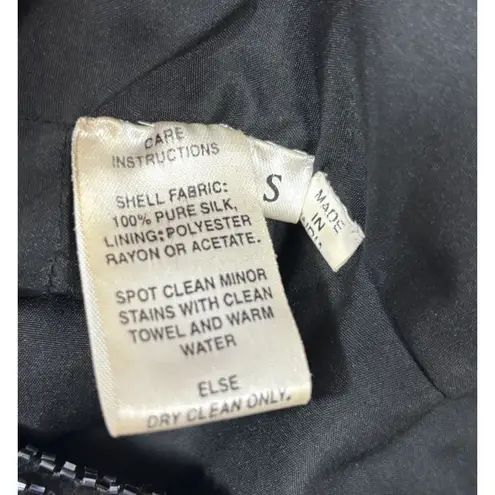 CARE
INSTRUCTIONS
SHELL FABRIC:
100% PURE SILK,
LINING: POLYESTER
RAYON OR ACETATE.
SPOT CLEAN MINOR
STAINS WITH CLEAN
TOWEL AND WARM
WATER
ELSE
DRY CLEAN ONLY.
S
MADE
IN